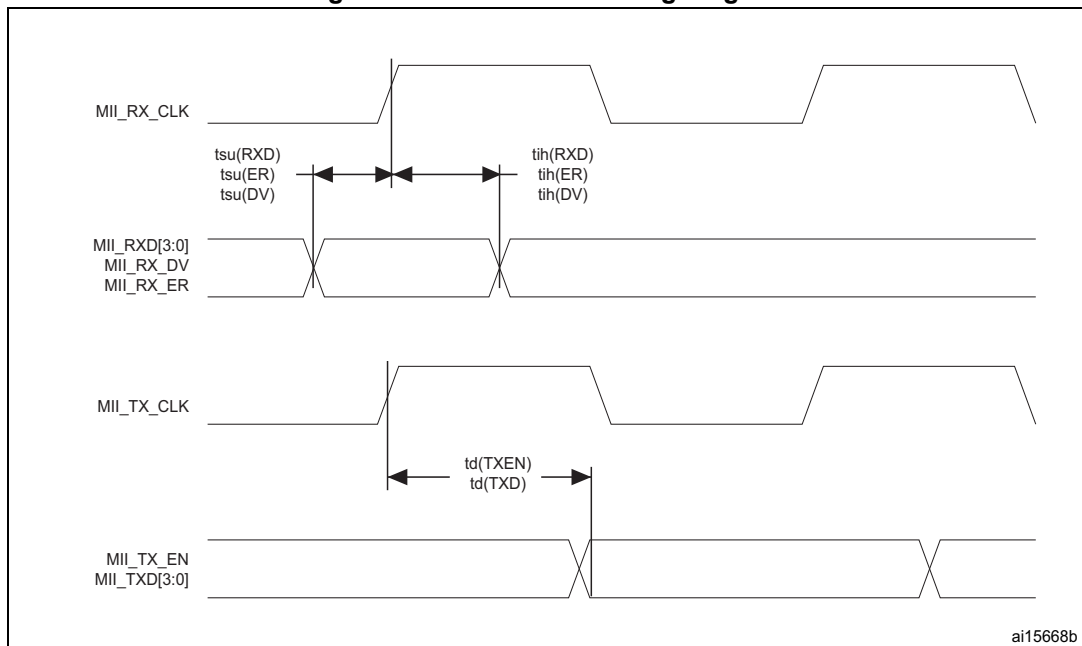 MII_RX_CLK
tsu(RXD)
tsu(ER)
tsu(DV)
tih(RXD)
tih(ER)
tih(DV)
MII_RXD[3:0]
MII_RX_DV
MII_RX_ER
MII_TX_CLK
td(TXEN)
td(TXD)
MII_TX_EN
MII_TXD[3:0]
ai15668b